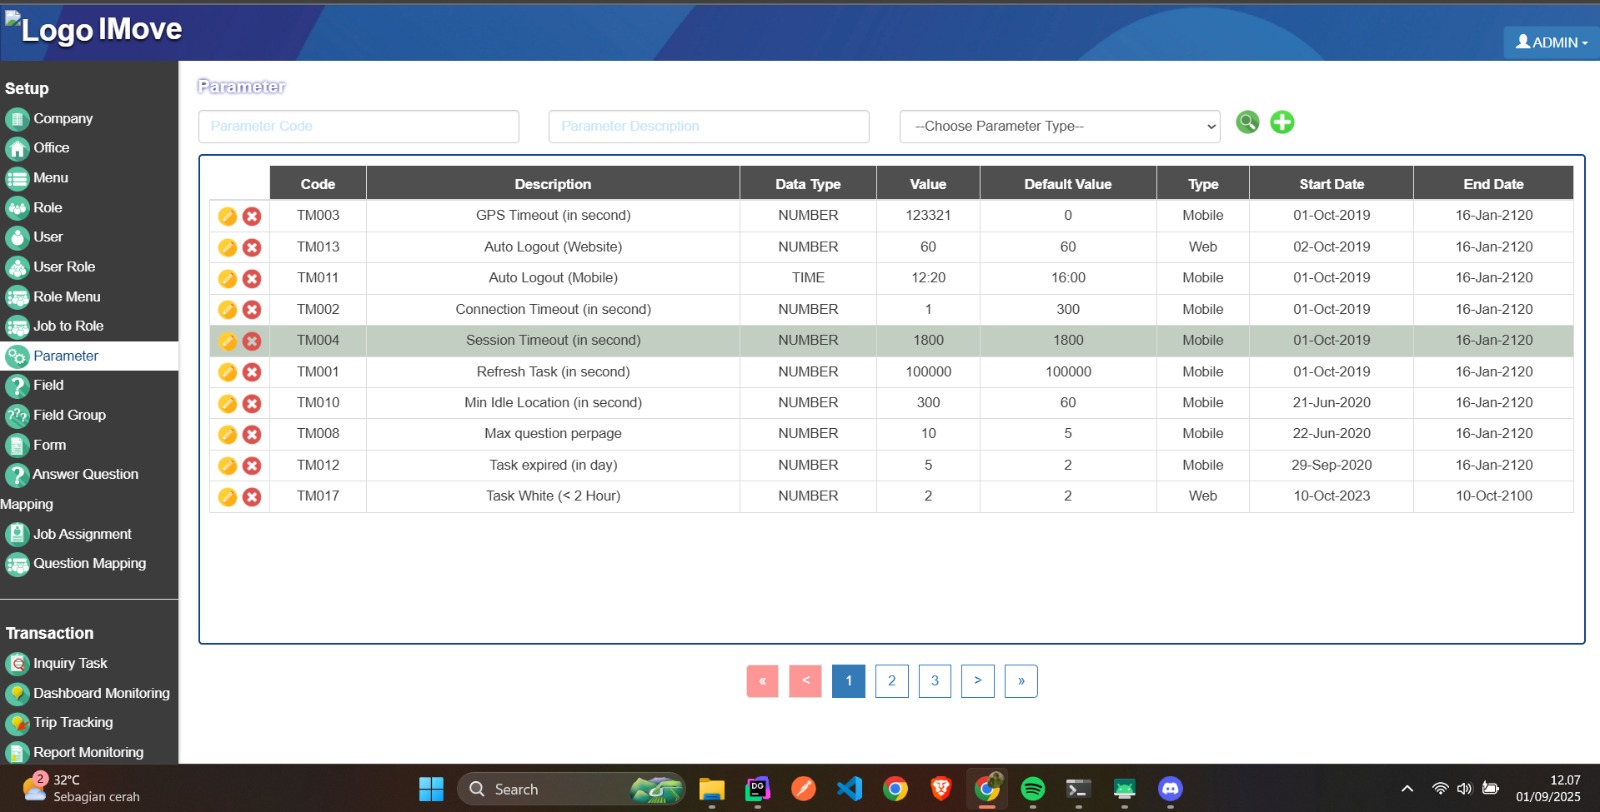 Logo IMove
ADMIN
Setup
Company
Office
Menu
Role
User
User Role
Role Menu
Job to Role
Parameter
Field
Field Group
Form
Answer Question
Mapping
Job Assignment
Question Mapping
Transaction
Inquiry Task
Dashboard Monitoring
Trip Tracking
Report Monitoring
Parameter
Parameter Code Parameter Description --Choose Parameter Type--
Code Description Data Type Value Default Value Type Start Date End Date
TM003 GPS Timeout (in second) NUMBER 123321 0 Mobile 01-Oct-2019 16-Jan-2120
TM013 Auto Logout (Website) NUMBER 60 60 Web 02-Oct-2019 16-Jan-2120
TM011 Auto Logout (Mobile) TIME 12:20 16:00 Mobile 01-Oct-2019 16-Jan-2120
TM002 Connection Timeout (in second) NUMBER 1 300 Mobile 01-Oct-2019 16-Jan-2120
TM004 Session Timeout (in second) NUMBER 1800 1800 Mobile 01-Oct-2019 16-Jan-2120
TM001 Refresh Task (in second) NUMBER 100000 100000 Mobile 01-Oct-2019 16-Jan-2120
TM010 Min Idle Location (in second) NUMBER 300 60 Mobile 21-Jun-2020 16-Jan-2120
TM008 Max question perpage NUMBER 10 5 Mobile 22-Jun-2020 16-Jan-2120
TM012 Task expired (in day) NUMBER 5 2 Mobile 29-Sep-2020 16-Jan-2120
TM017 Task White (< 2 Hour) NUMBER 2 2 Web 10-Oct-2023 10-Oct-2100
« < 1 2 3 > »
2
32°C
Sebagian cerah
Search
DG
12.07
01/09/2025